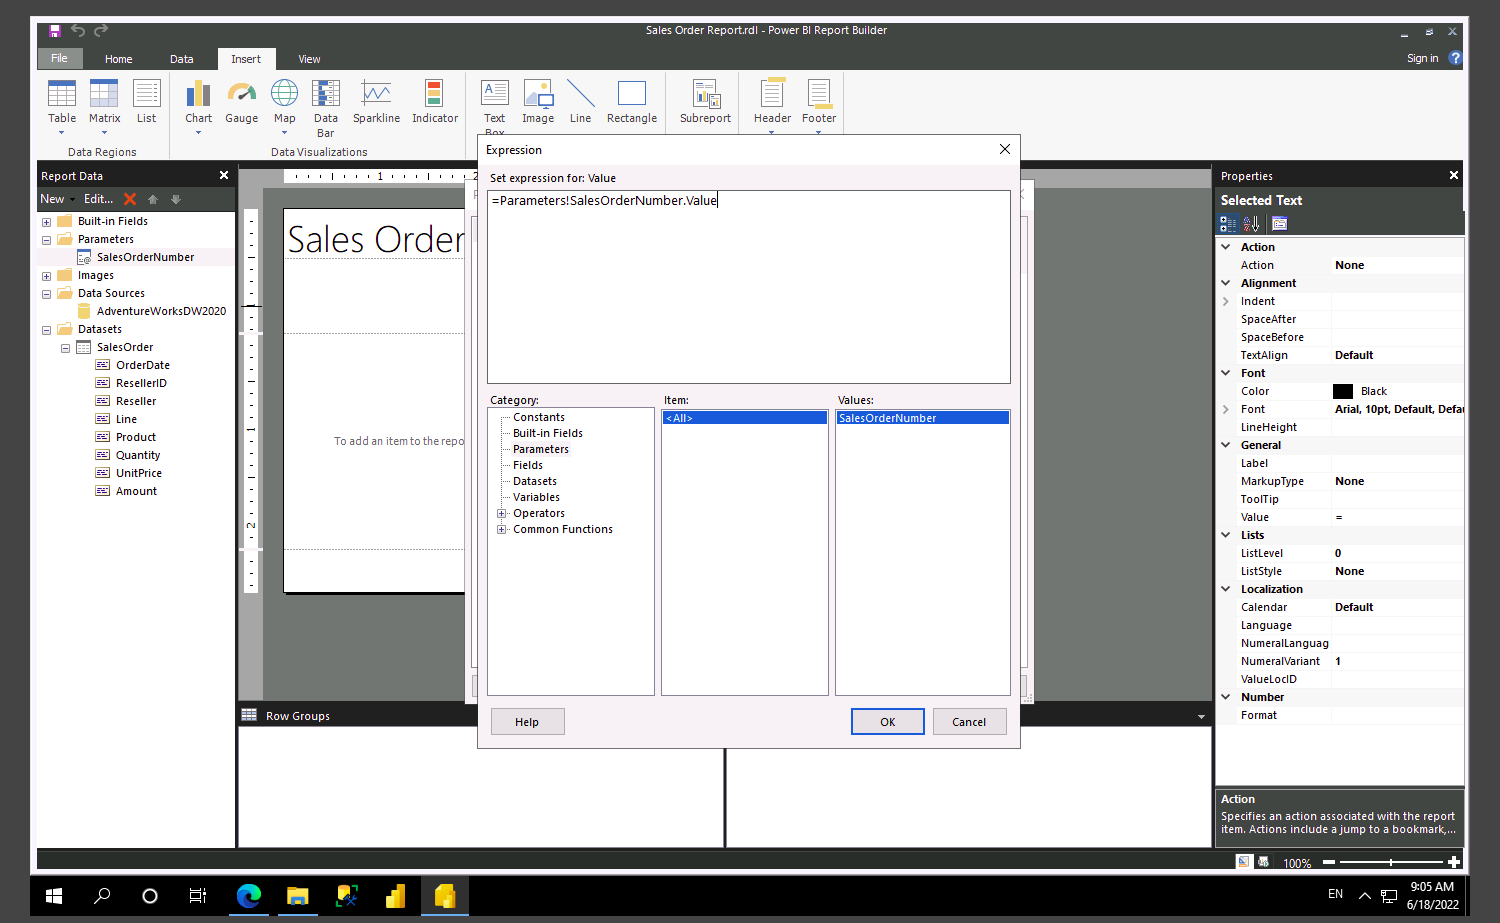 Sales Order Report.rdl - Power BI Report Builder
File
Home
Data
Insert
View
Sign in
?
Table
Matrix
List
Chart
Gauge
Map
Data
Bar
Sparkline
Indicator
Text
Box
Image
Line
Rectangle
Subreport
Header
Footer
Data Regions
Data Visualizations
Report Data
New
Edit...
Built-in Fields
Parameters
SalesOrderNumber
Images
Data Sources
AdventureWorksDW2020
Datasets
SalesOrder
OrderDate
ResellerID
Reseller
Line
Product
Quantity
UnitPrice
Amount
1
2
1
2
Sales Order
To add an item to the repo
Row Groups
Expression
Set expression for: Value
=Parameters!SalesOrderNumber.Value
Category:
Item:
Values:
Constants
Built-in Fields
Parameters
Fields
Datasets
Variables
Operators
Common Functions
<All>
SalesOrderNumber
Help
OK
Cancel
Properties
Selected Text
Action
Action None
Alignment
Indent
SpaceAfter
SpaceBefore
TextAlign Default
Font
Color Black
Font Arial, 10pt, Default, Defau
LineHeight
General
Label
MarkupType None
ToolTip
Value =
Lists
ListLevel 0
ListStyle None
Localization
Calendar Default
Language
NumeralLanguag
NumeralVariant 1
ValueLocID
Number
Format
Action
Specifies an action associated with the report
item. Actions include a jump to a bookmark,...
100%
EN
9:05 AM
6/18/2022